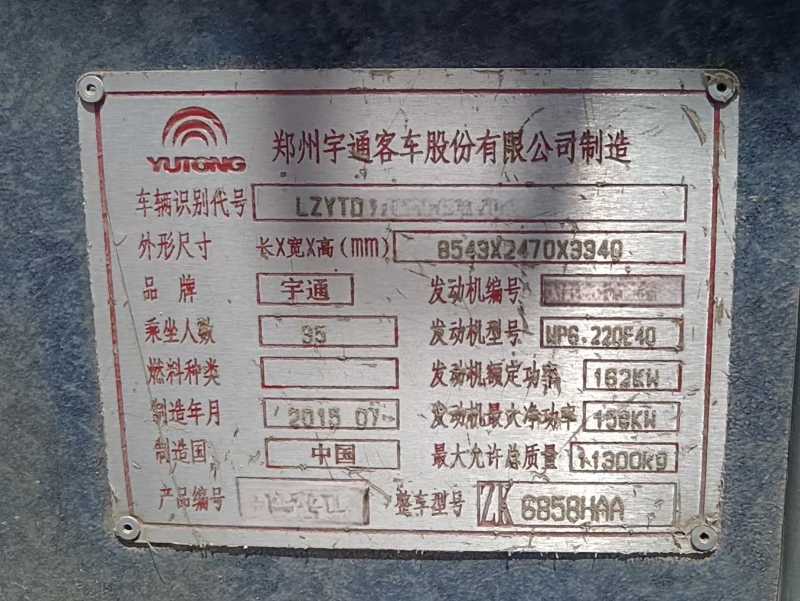 YUTONG 郑州宇通客车股份有限公司制造
车辆识别代号 LZYTD
外形尺寸 长X宽X高(mm) 8543X2470X3340
品牌 宇通 发动机编号
乘坐人数 35 发动机型号 WP6.220E40
燃料种类 发动机额定功率 162KW
制造年月 2015 07 发动机最大净功率 158KW
制造国 中国 最大允许总质量 11300kg
产品编号 整车型号 ZK 6858HAA